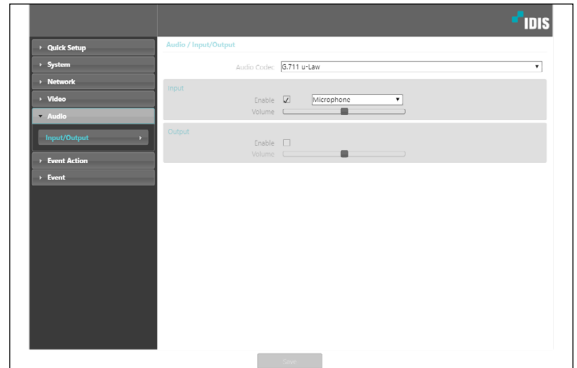 IDIS
Quick Setup
System
Network
Video
Audio
Input/Output
Event Action
Event
Audio / Input/Output
Audio Codec G.711 u-Law
Input
Enable Microphone
Volume
Output
Enable
Volume
Save